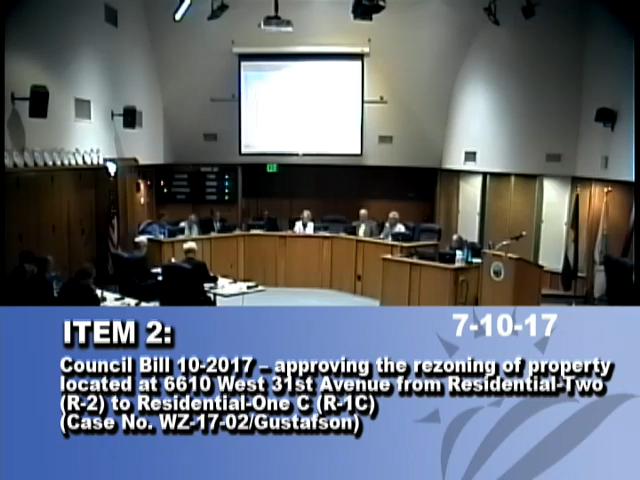 ITEM 2:
7-10-17
Council Bill 10-2017 – approving the rezoning of property
located at 6610 West 31st Avenue from Residential-Two
(R-2) to Residential-One C (R-1C)
(Case No. WZ-17-02/Gustafson)